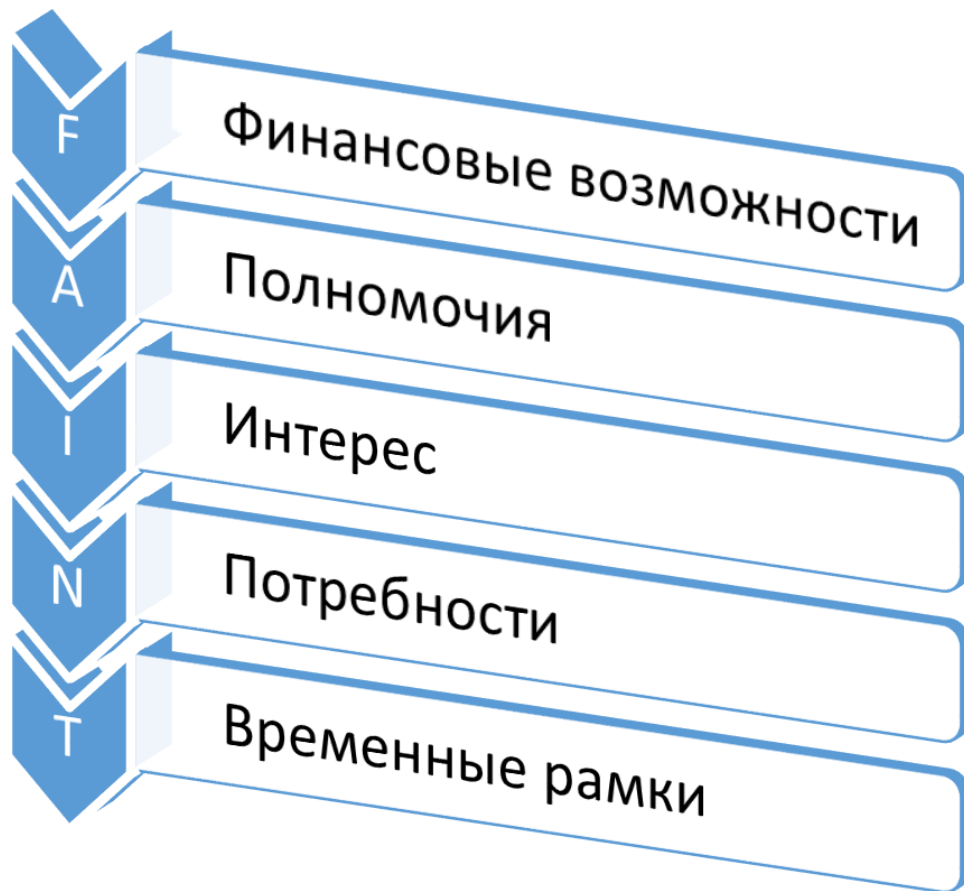 F
Финансовые возможности
A
Полномочия
I
Интерес
N
Потребности
T
Временные рамки